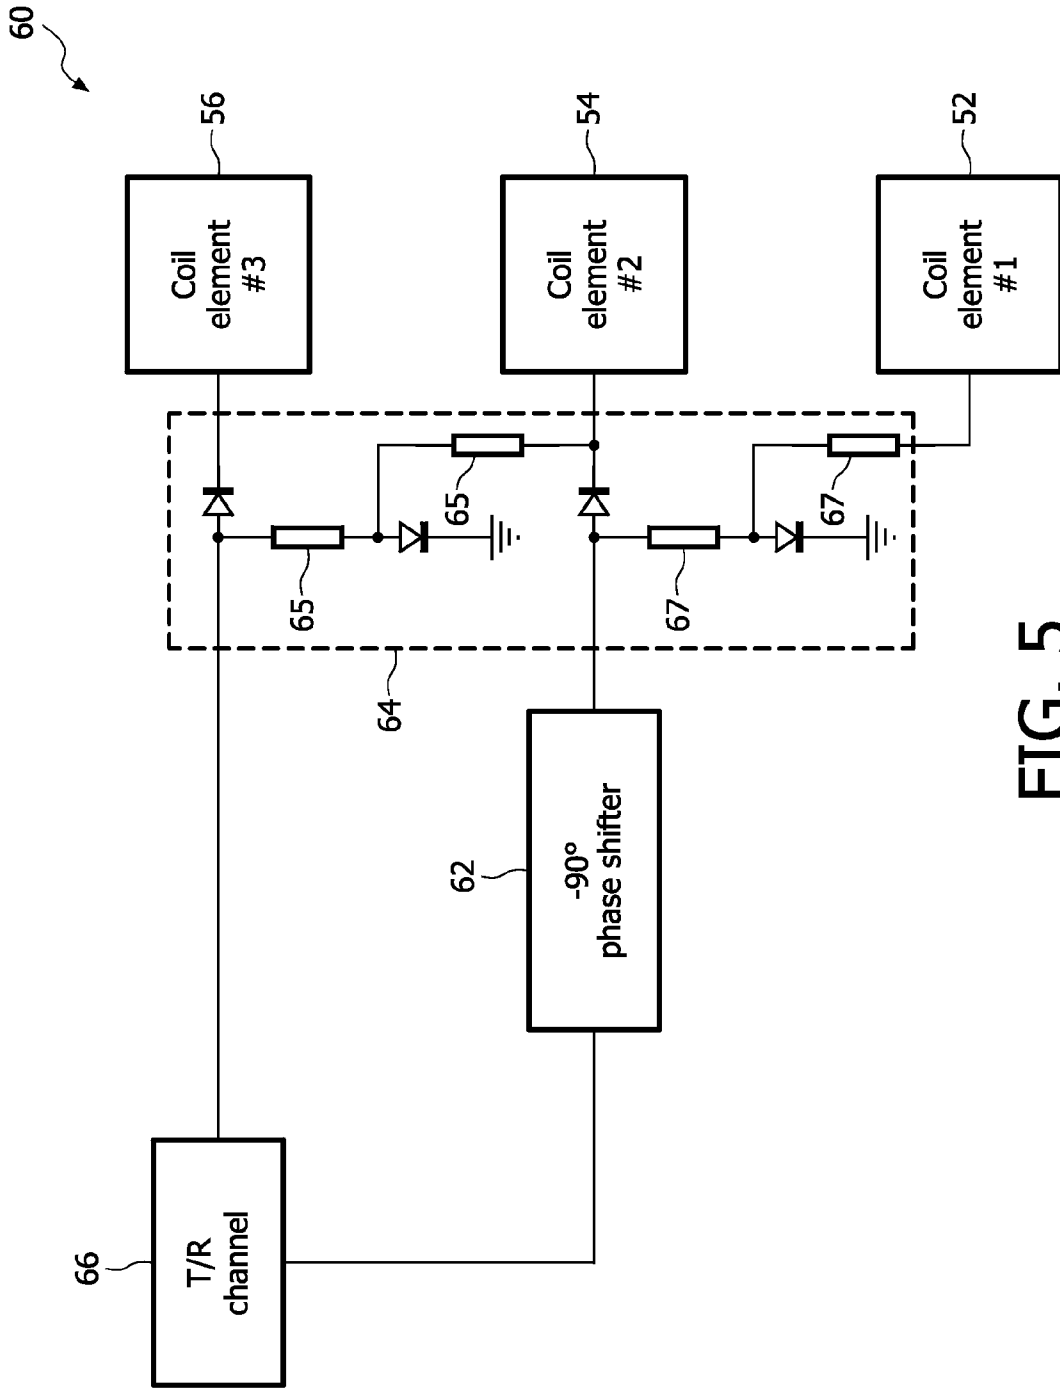 60
56
Coil
element
#3
54
Coil
element
#2
52
Coil
element
#1
65
65
67
67
64
62
-90°
phase shifter
66
T/R
channel
FIG. 5